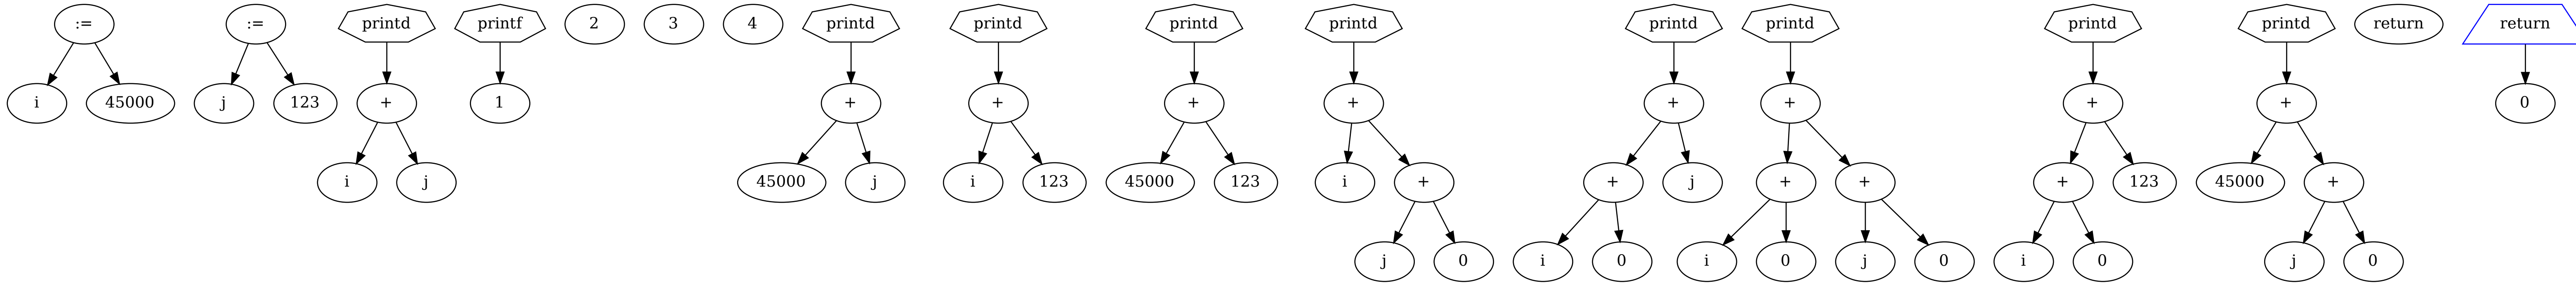 := := printd printf 2 3 4 printd printd printd printd printd printd printd printd return return
i 45000 j 123 + 1 + + + + + + + + 0
i j 45000 j i 123 45000 123 i + + j + + + 123 45000 +
j 0 i 0 i 0 j 0 i 0 j 0